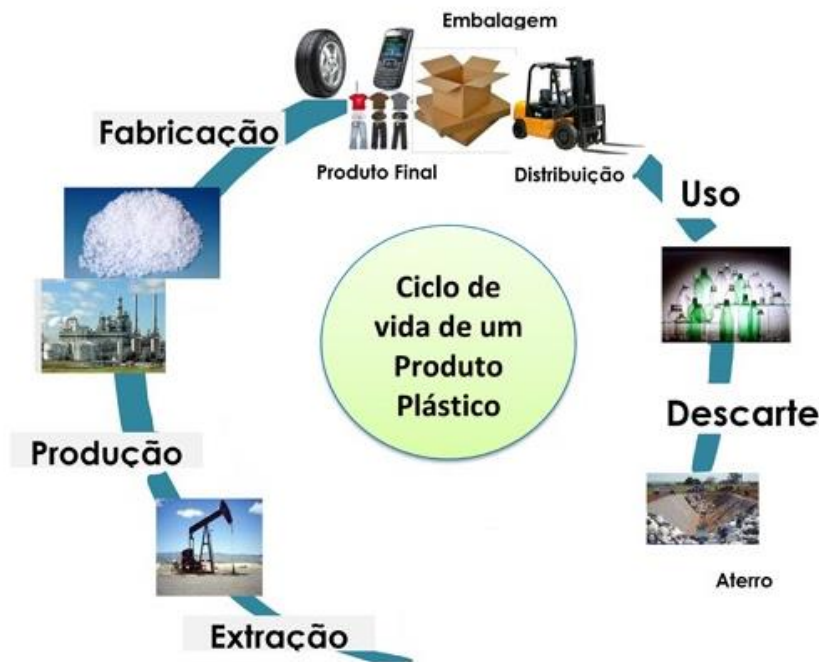 Embalagem
Fabricação
Produto Final
Distribuição
Uso
Ciclo de
vida de um
Produto
Plástico
Descarte
Produção
Aterro
Extração